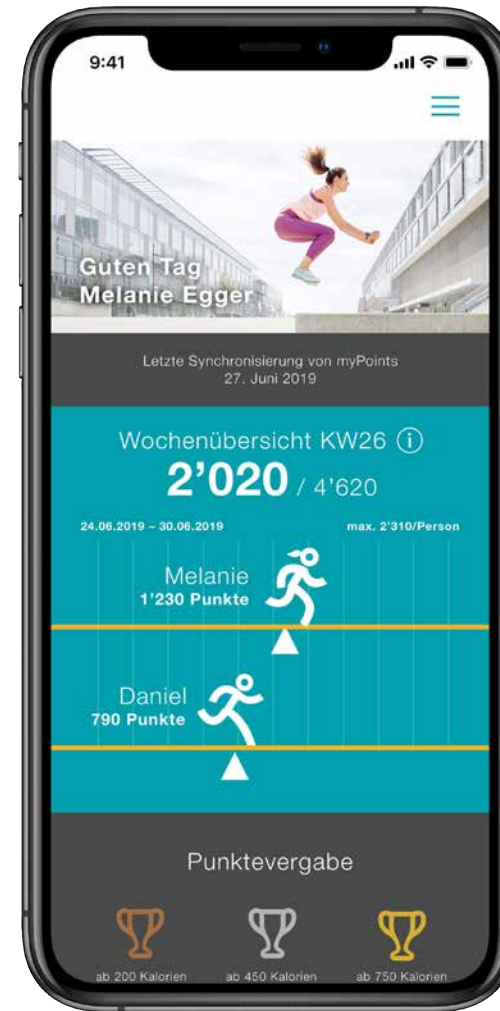 9:41
Guten Tag
Melanie Egger
Letzte Synchronisierung von myPoints
27. Juni 2019
Wochenübersicht KW26 i
2’020 / 4’620
24.06.2019 – 30.06.2019 max. 2’310/Person
Melanie
1’230 Punkte
Daniel
790 Punkte
Punktevergabe
ab 200 Kalorien ab 450 Kalorien ab 750 Kalorien